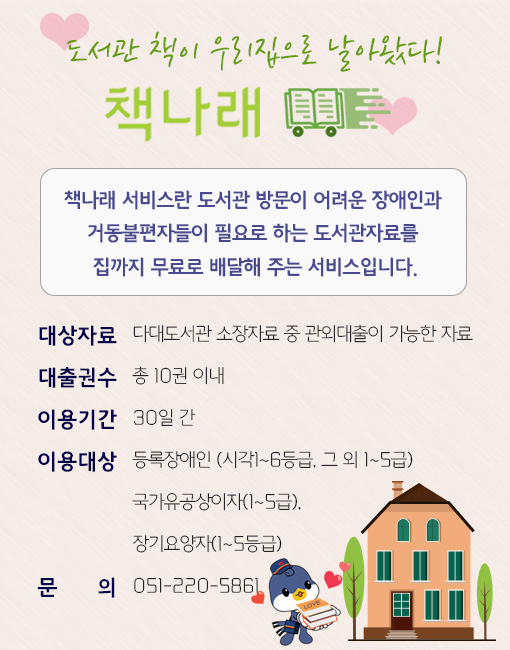 도서관 책이 우리집으로 날아왔다!
책나래
책나래 서비스란 도서관 방문이 어려운 장애인과
거동불편자들이 필요로 하는 도서관자료를
집까지 무료로 배달해 주는 서비스입니다.
대상자료 다대도서관 소장자료 중 관외대출이 가능한 자료
대출권수 총 10권 이내
이용기간 30일 간
이용대상 등록장애인 (시각1~6등급, 그 외 1~5급)
국가유공상이자(1~5급),
장기요양자(1~5등급)
문 의 051-220-5861
LOVE